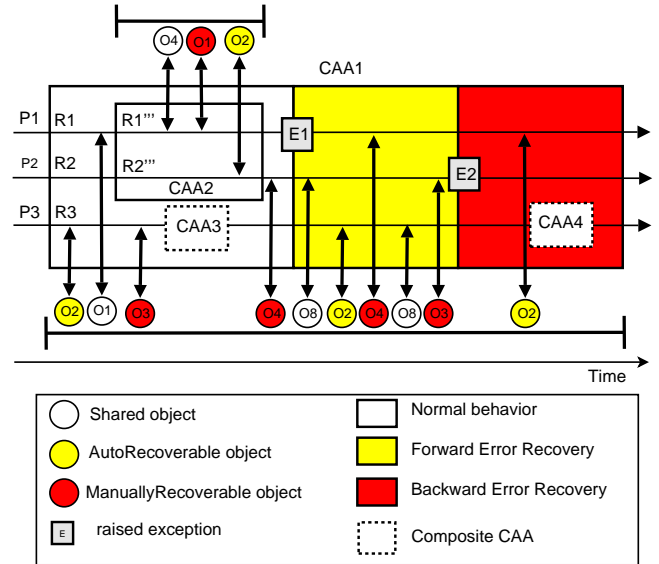 O4 O1 O2
CAA1
P1 R1 R1''' E1
P2 R2 R2''' E2
CAA2
P3 R3 CAA3 CAA4
O2 O1 O3 O4 O8 O2 O4 O8 O3 O2
Time
Shared object
Normal behavior
AutoRecoverable object
Forward Error Recovery
ManuallyRecoverable object
Backward Error Recovery
E raised exception
Composite CAA